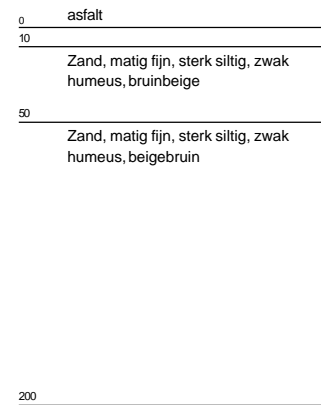 asfalt
0
10
Zand, matig fijn, sterk siltig, zwak
humeus, bruinbeige
50
Zand, matig fijn, sterk siltig, zwak
humeus, beigebruin
200